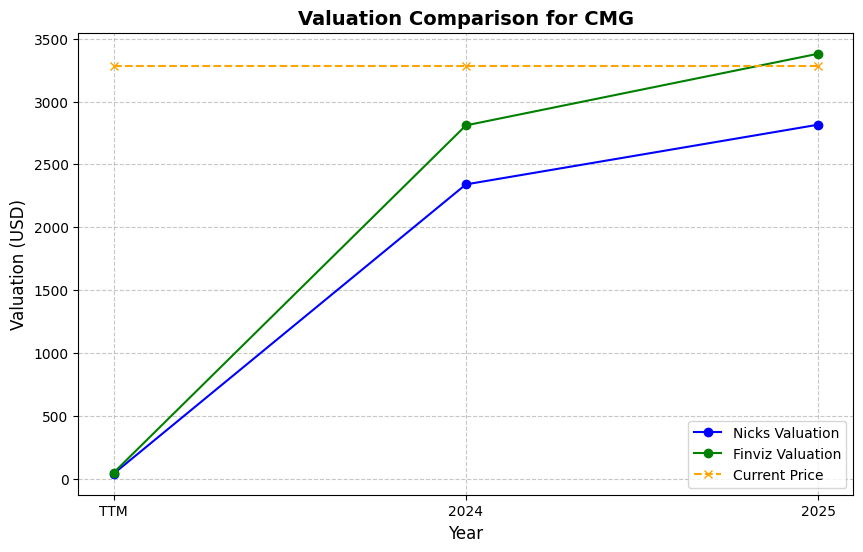 Valuation Comparison for CMG
Valuation (USD)
3500
3000
2500
2000
1500
1000
500
0
TTM
2024
2025
Year
Nicks Valuation
Finviz Valuation
Current Price